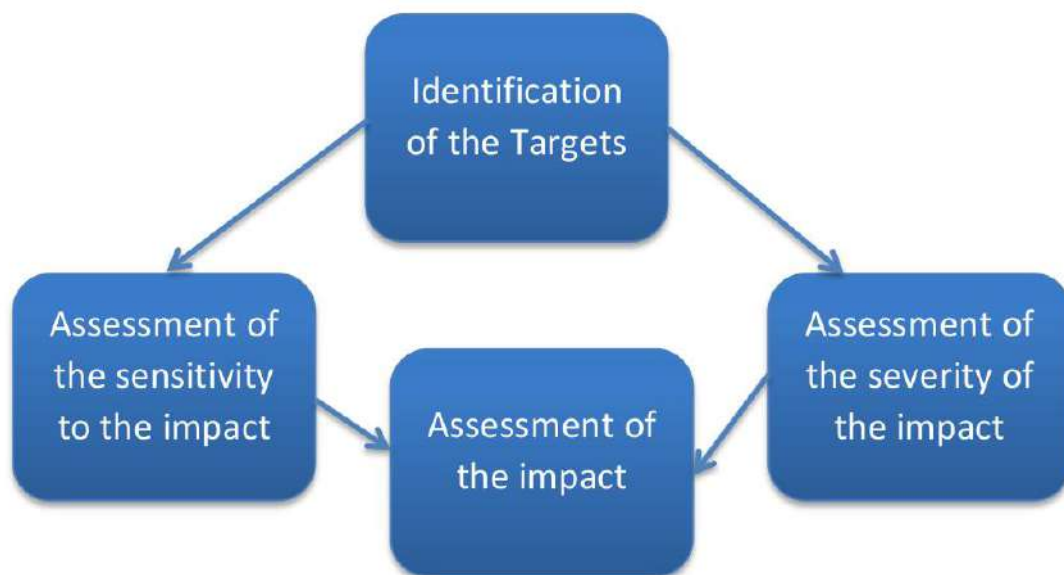 Identification
of the Targets
Assessment of
the sensitivity
to the impact
Assessment of
the impact
Assessment of
the severity of
the impact